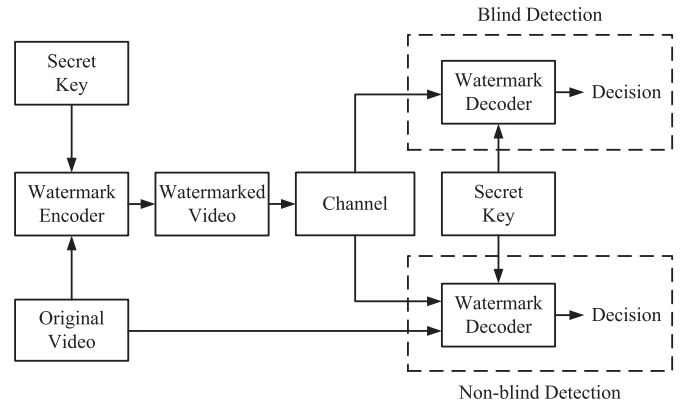 Blind Detection
Secret
Key
Watermark
Decoder
Decision
Watermark
Encoder
Watermarked
Video
Channel
Secret
Key
Original
Video
Watermark
Decoder
Decision
Non-blind Detection